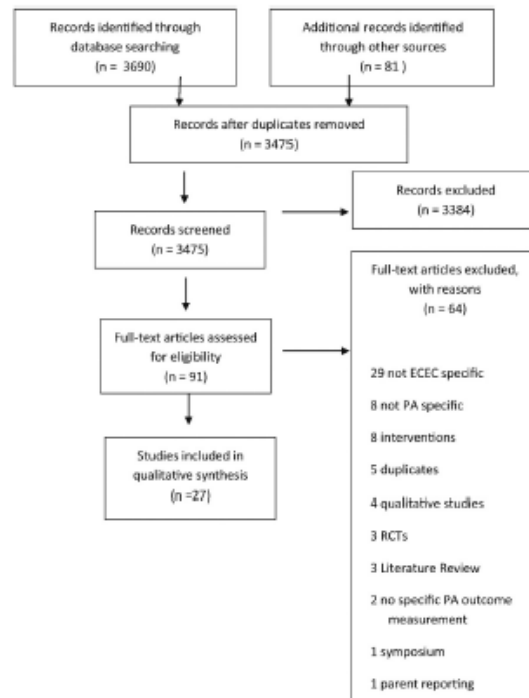 Records identified through
database searching
(n = 3690)
Additional records identified
through other sources
(n = 81 )
Records after duplicates removed
(n = 3475)
Records screened
(n = 3475)
Records excluded
(n = 3384)
Full-text articles assessed
for eligibility
(n = 91)
Full-text articles excluded,
with reasons
(n = 64)
29 not ECEC specific
8 not PA specific
8 interventions
5 duplicates
4 qualitative studies
3 RCTs
3 Literature Review
2 no specific PA outcome
measurement
1 symposium
1 parent reporting
Studies included in
qualitative synthesis
(n =27)